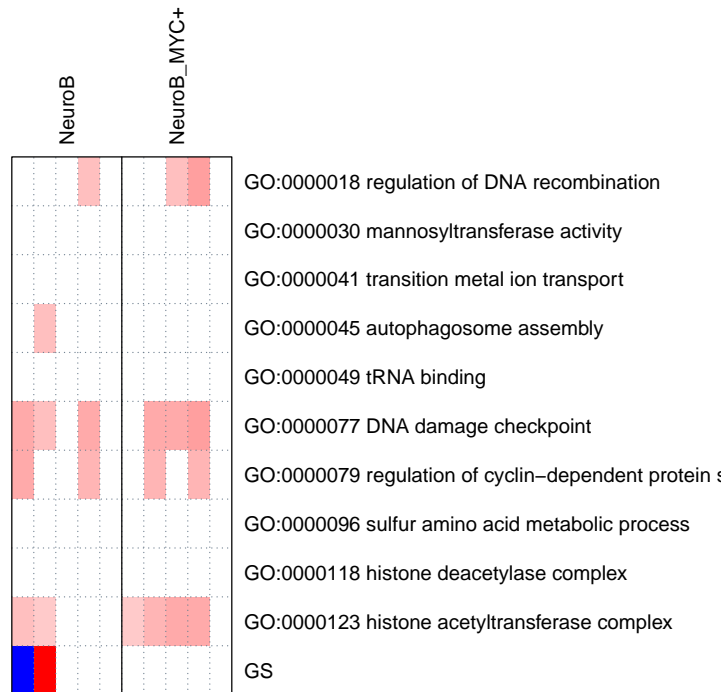 NeuroB
NeuroB_MYC+
GO:0000018 regulation of DNA recombination
GO:0000030 mannosyltransferase activity
GO:0000041 transition metal ion transport
GO:0000045 autophagosome assembly
GO:0000049 tRNA binding
GO:0000077 DNA damage checkpoint
GO:0000079 regulation of cyclin−dependent protein s
GO:0000096 sulfur amino acid metabolic process
GO:0000118 histone deacetylase complex
GO:0000123 histone acetyltransferase complex
GS